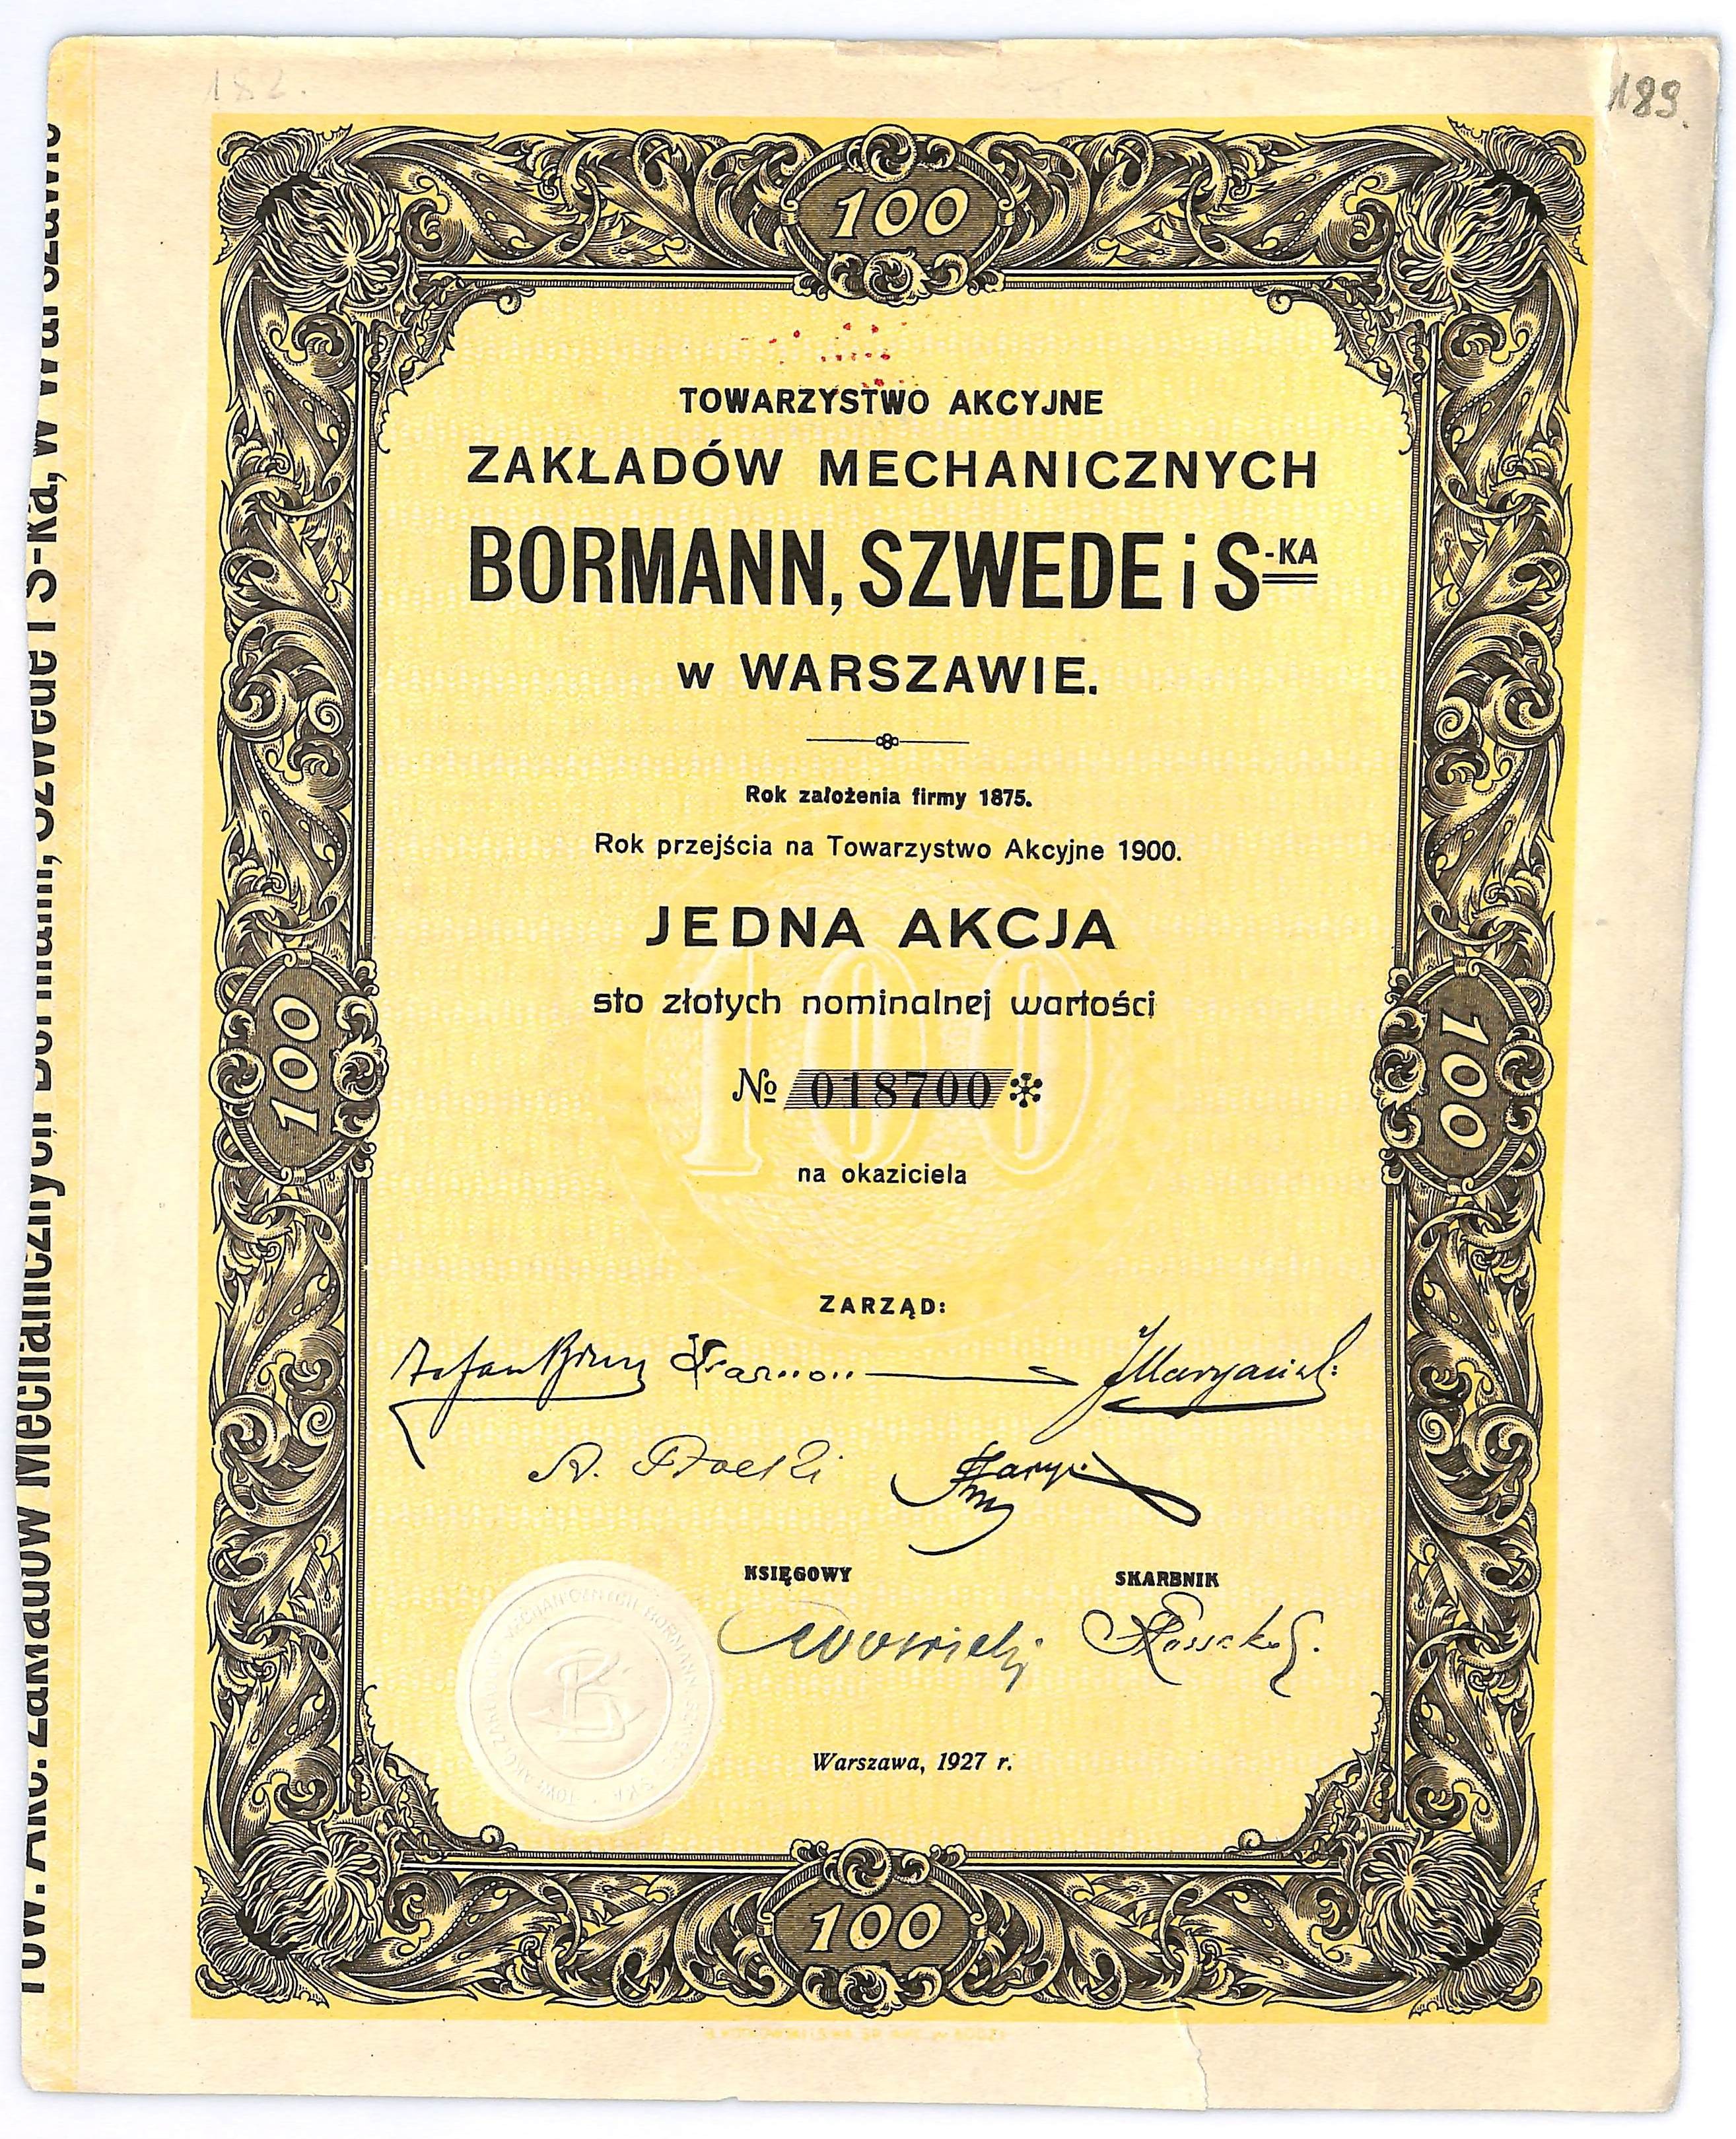 189.
100
TOWARZYSTWO AKCYJNE
ZAKŁADÓW MECHANICZNYCH
BORMANN, SZWEDE i S-KA
w WARSZAWIE.
Rok założenia firmy 1875.
Rok przejścia na Towarzystwo Akcyjne 1900.
JEDNA AKCJA
sto złotych nominalnej wartości
100
100
100
№ 018700
na okaziciela
ZARZĄD:
KSIĘGOWY
SKARBNIK
Warszawa, 1927 r.
100
Tow. Akc. Zakładów Mechanicznych Bormann, Szwede i S-ka, w Warszawie